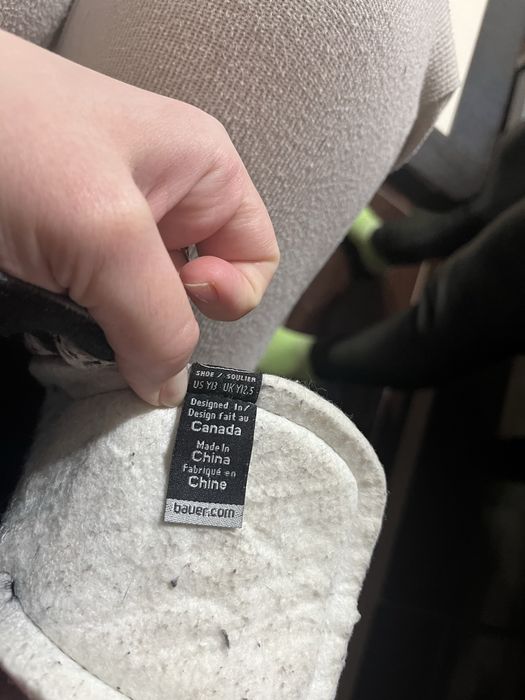 SHOE / SOULIER
US Y13 UK Y12.5
Designed In/
Design fait au
Canada
Made In
China
Fabriqué en
Chine
bauer.com